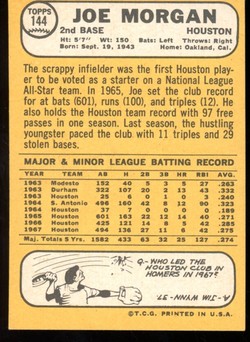 TOPPS
144
JOE MORGAN
2nd BASE HOUSTON
Ht: 5'7" Wt: 150 Bats: Left Throws: Right
Born: Sept. 19, 1943 Home: Oakland, Cal.
The scrappy infielder was the first Houston player to be voted as a starter on a National League All-Star team. In 1965, Joe set the club record for at bats (601), runs (100), and triples (12). He also holds the Houston team record with 97 free passes in one season. Last season, the hustling youngster paced the club with 11 triples and 29 stolen bases.
MAJOR & MINOR LEAGUE BATTING RECORD
YEAR TEAM AB H 2B 3B HR RBI AVG.
1963 Modesto 152 40 5 3 5 27 .263
1963 Durham 322 107 20 2 13 43 .332
1963 Houston 25 6 0 1 0 3 .240
1964 S. Antonio 496 160 42 8 12 90 .323
1964 Houston 37 7 0 0 0 0 .189
1965 Houston 601 163 22 12 14 40 .271
1966 Houston 425 121 14 8 5 42 .285
1967 Houston 494 136 27 11 6 42 .275
Maj. Totals 5 Yrs. 1582 433 63 32 25 127 .274
Q.- WHO LED THE
HOUSTON CLUB IN
HOMERS IN 1967?
A.- JIM WYNN - 37.
©T.C.G. PRINTED IN U.S.A.